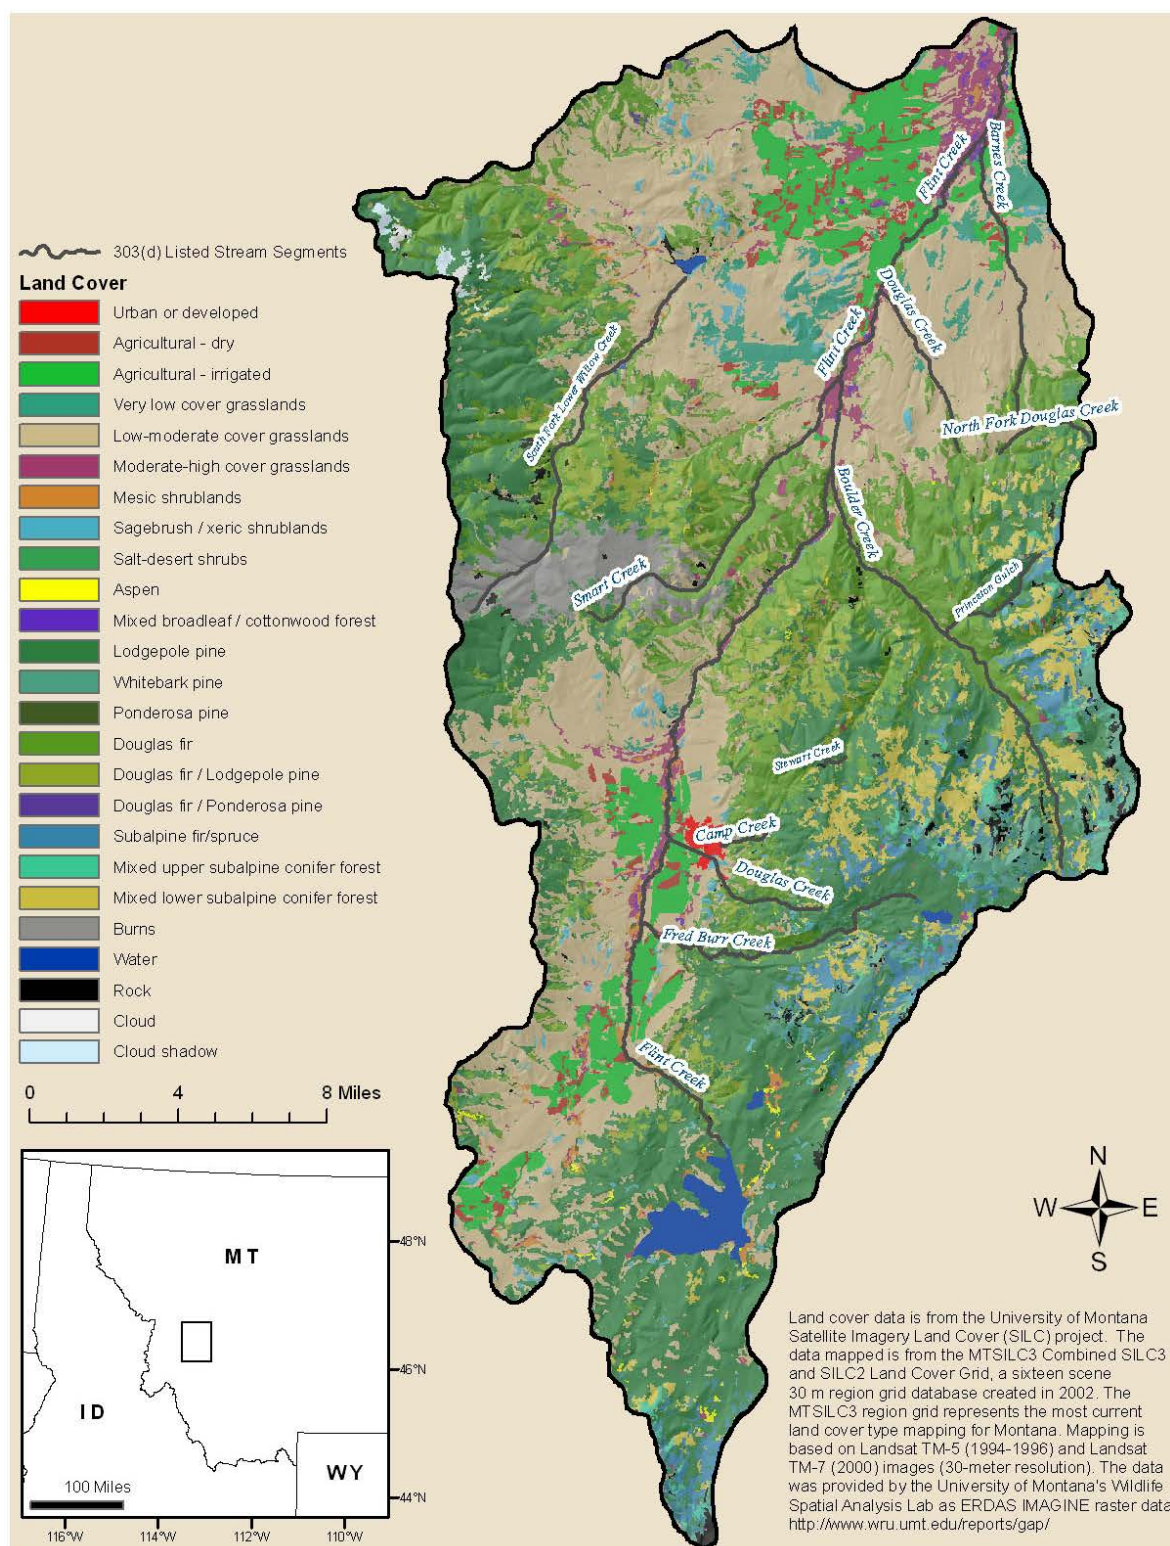 303(d) Listed Stream Segments
Land Cover
Urban or developed
Agricultural - dry
Agricultural - irrigated
Very low cover grasslands
Low-moderate cover grasslands
Moderate-high cover grasslands
Mesic shrublands
Sagebrush / xeric shrublands
Salt-desert shrubs
Aspen
Mixed broadleaf / cottonwood forest
Lodgepole pine
Whitebark pine
Ponderosa pine
Douglas fir
Douglas fir / Lodgepole pine
Douglas fir / Ponderosa pine
Subalpine fir/spruce
Mixed upper subalpine conifer forest
Mixed lower subalpine conifer forest
Burns
Water
Rock
Cloud
Cloud shadow
0 4 8 Miles
Flint Creek
Barnes Creek
Douglas Creek
Flint Creek
South Fork Lower Willow Creek
North Fork Douglas Creek
Boulder Creek
Smart Creek
Princeton Gulch
Stewart Creek
Camp Creek
Douglas Creek
Fred Burr Creek
Flint Creek
MT
ID
WY
100 Miles
48°N
46°N
44°N
116°W 114°W 112°W 110°W
N
W E
S
Land cover data is from the University of Montana
Satellite Imagery Land Cover (SILC) project. The
data mapped is from the MTSILC3 Combined SILC3
and SILC2 Land Cover Grid, a sixteen scene
30 m region grid database created in 2002. The
MTSILC3 region grid represents the most current
land cover type mapping for Montana. Mapping is
based on Landsat TM-5 (1994-1996) and Landsat
TM-7 (2000) images (30-meter resolution). The data
was provided by the University of Montana's Wildlife
Spatial Analysis Lab as ERDAS IMAGINE raster data
http://www.wru.umt.edu/reports/gap/